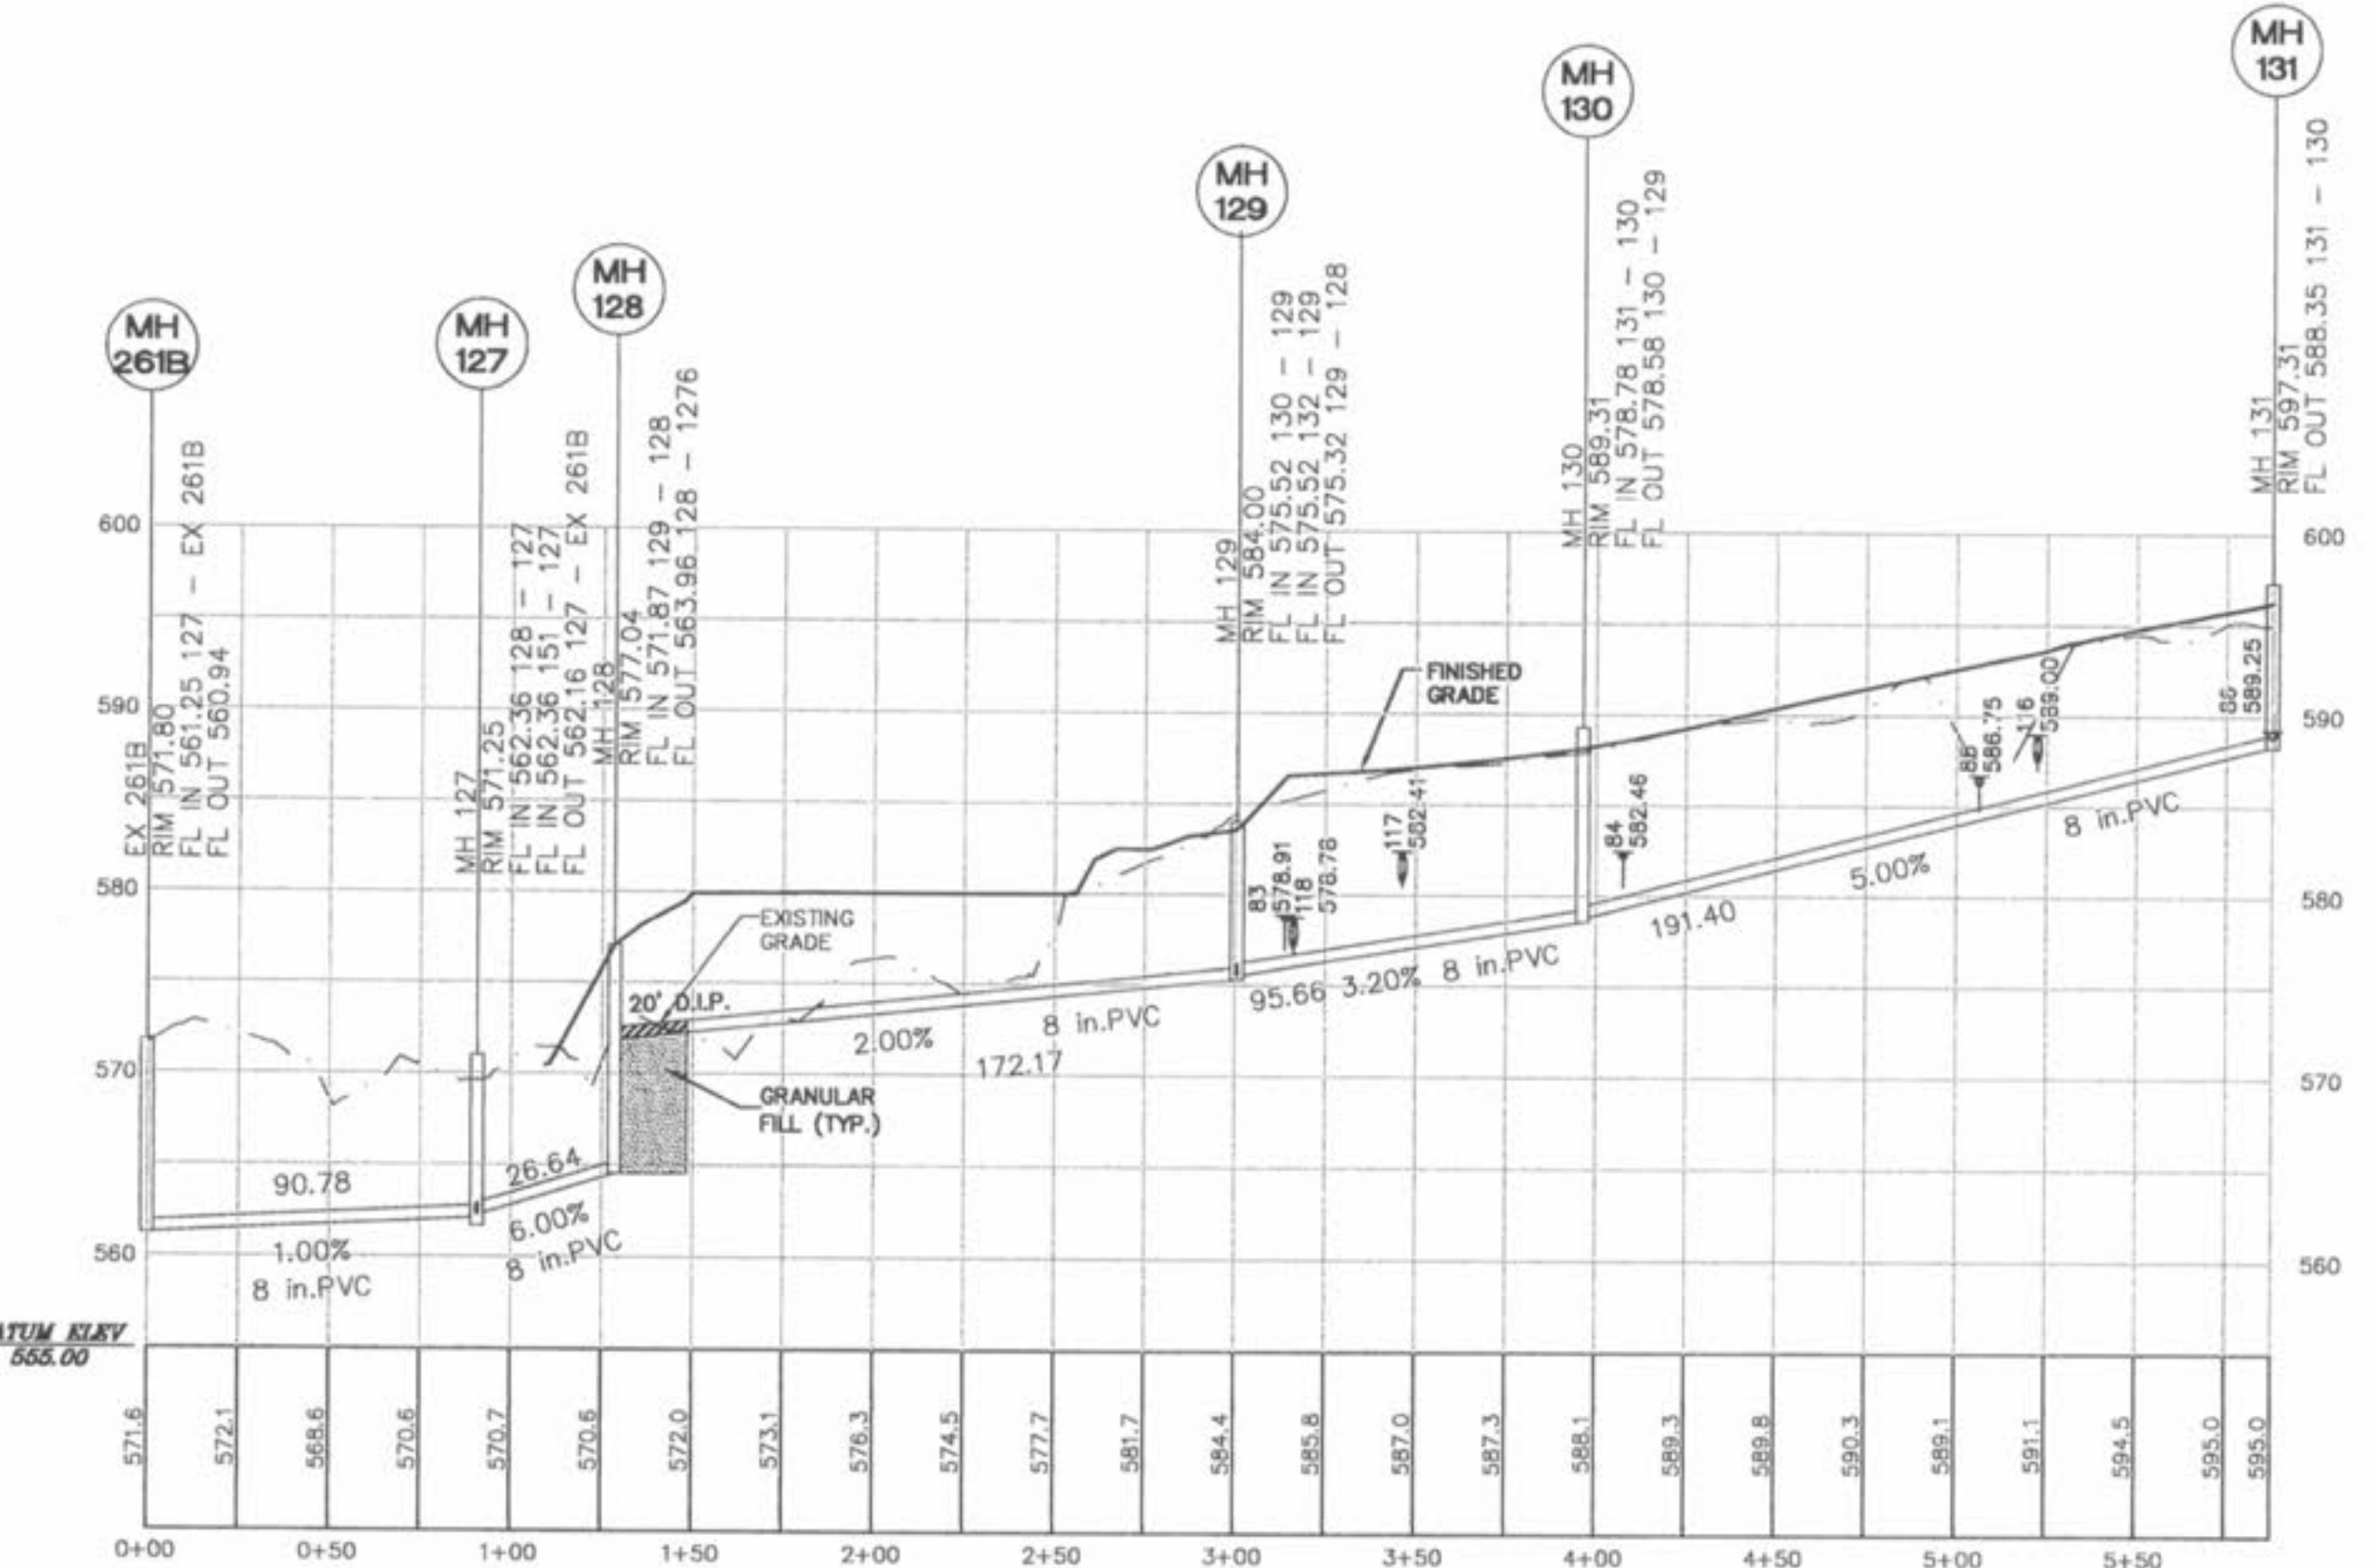 MH
261B
MH
127
MH
128
MH
129
MH
130
MH
131
EX 261B
RIM 571.80
FL IN 561.25 127 - EX 261B
FL OUT 560.94
MH 127
RIM 571.25
FL IN 562.36 128 - 127
FL IN 562.36 151 - 127
FL OUT 562.16 127 - EX 261B
MH 128
RIM 577.04
FL IN 571.87 129 - 128
FL OUT 563.96 128 - 1276
MH 129
RIM 584.00
FL IN 575.52 130 - 129
FL IN 575.52 132 - 129
FL OUT 575.32 129 - 128
MH 130
RIM 589.31
FL IN 578.78 131 - 130
FL OUT 578.58 130 - 129
MH 131
RIM 597.31
FL OUT 588.35 131 - 130
600
590
580
570
560
600
590
580
570
560
FINISHED
GRADE
EXISTING
GRADE
20' D.I.P.
GRANULAR
FILL (TYP.)
90.78
1.00%
8 in.PVC
26.64
6.00%
8 in.PVC
2.00%
8 in.PVC
172.17
95.66 3.20% 8 in.PVC
191.40
5.00%
8 in.PVC
83
578.91
118
578.78
117
582.41
84
582.46
586.75
116
589.00
589.25
ATUM ELEV
555.00
571.6
572.1
568.6
570.6
570.7
570.6
572.0
573.1
576.3
574.5
577.7
581.7
584.4
585.8
587.0
587.3
588.1
589.3
589.8
590.3
589.1
591.1
594.5
595.0
595.0
0+00
0+50
1+00
1+50
2+00
2+50
3+00
3+50
4+00
4+50
5+00
5+50